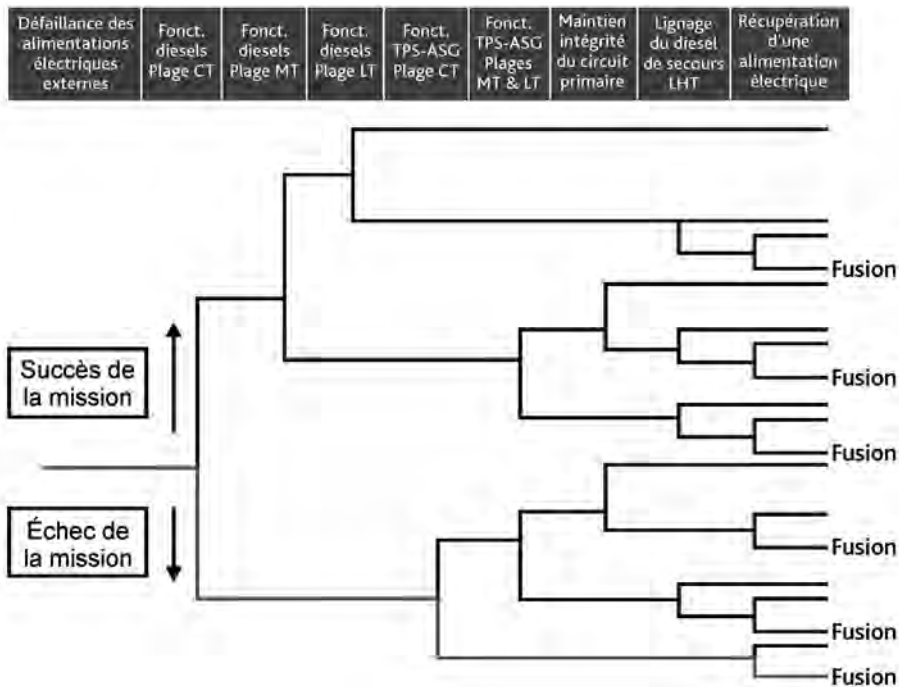 Défaillance des
alimentations
électriques
externes
Fonct.
diesels
Plage CT
Fonct.
diesels
Plage MT
Fonct.
diesels
Plage LT
Fonct.
TPS-ASG
Plage CT
Fonct.
TPS-ASG
Plages
MT & LT
Maintien
intégrité
du circuit
primaire
Lignage
du diesel
de secours
LHT
Récupération
d'une
alimentation
électrique
Fusion
Succès de
la mission
Fusion
Fusion
Échec de
la mission
Fusion
Fusion
Fusion